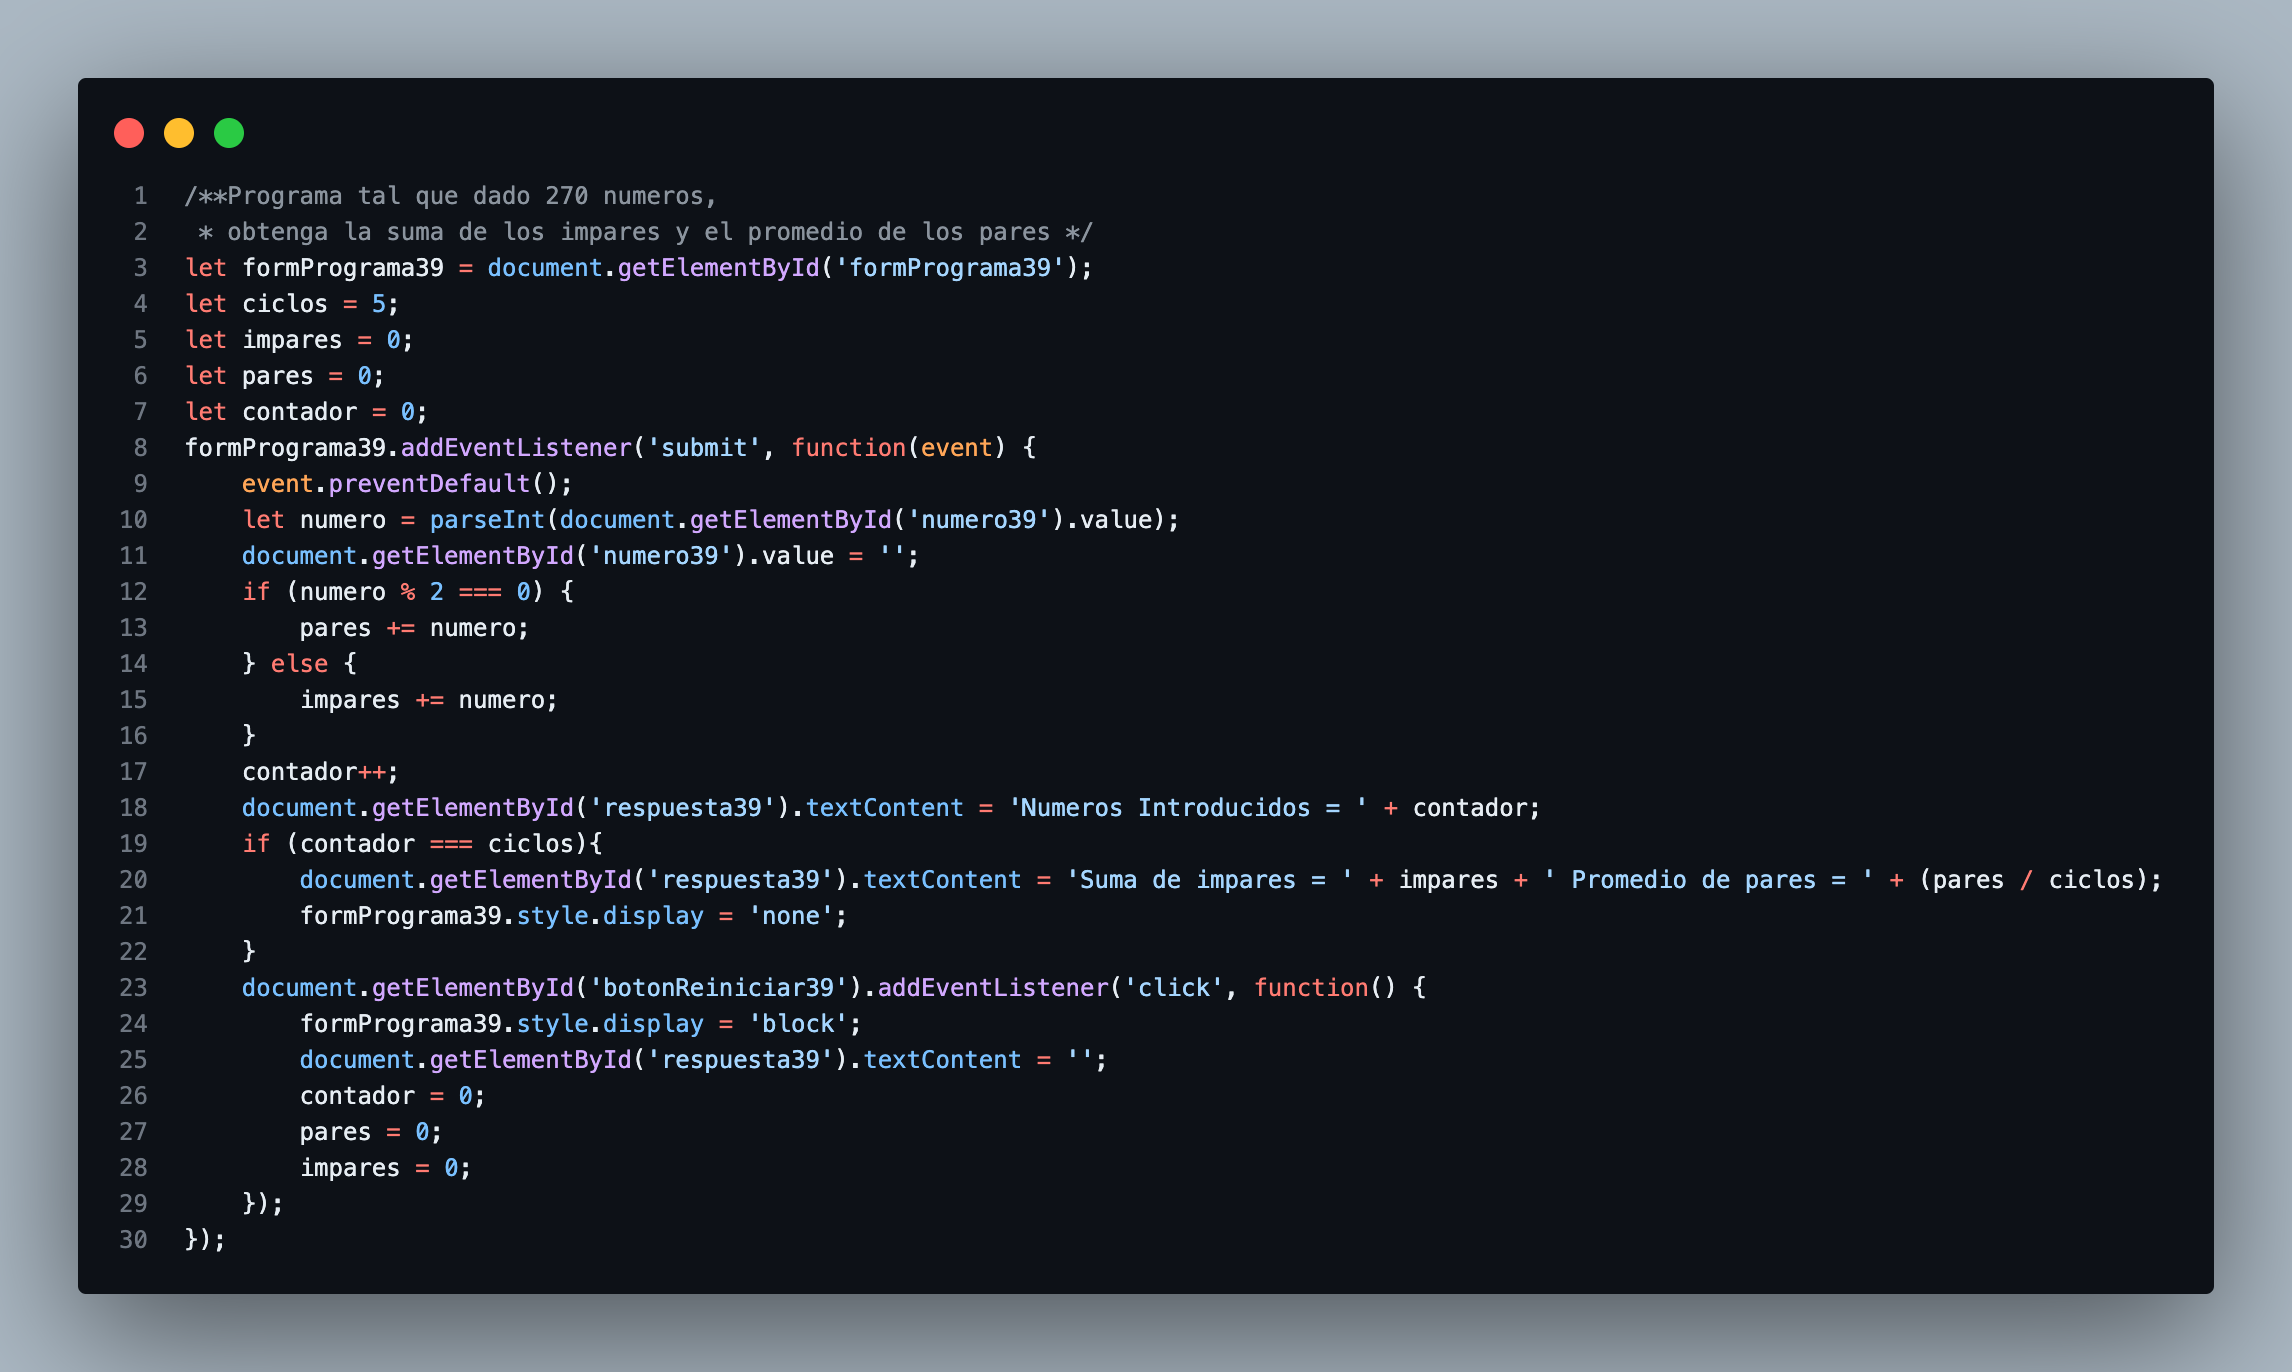 1 /**Programa tal que dado 270 numeros,
2  * obtenga la suma de los impares y el promedio de los pares */
3 let formPrograma39 = document.getElementById('formPrograma39');
4 let ciclos = 5;
5 let impares = 0;
6 let pares = 0;
7 let contador = 0;
8 formPrograma39.addEventListener('submit', function(event) {
9     event.preventDefault();
10     let numero = parseInt(document.getElementById('numero39').value);
11     document.getElementById('numero39').value = '';
12     if (numero % 2 === 0) {
13         pares += numero;
14     } else {
15         impares += numero;
16     }
17     contador++;
18     document.getElementById('respuesta39').textContent = 'Numeros Introducidos = ' + contador;
19     if (contador === ciclos){
20         document.getElementById('respuesta39').textContent = 'Suma de impares = ' + impares + ' Promedio de pares = ' + (pares / ciclos);
21         formPrograma39.style.display = 'none';
22     }
23     document.getElementById('botonReiniciar39').addEventListener('click', function() {
24         formPrograma39.style.display = 'block';
25         document.getElementById('respuesta39').textContent = '';
26         contador = 0;
27         pares = 0;
28         impares = 0;
29     });
30 });